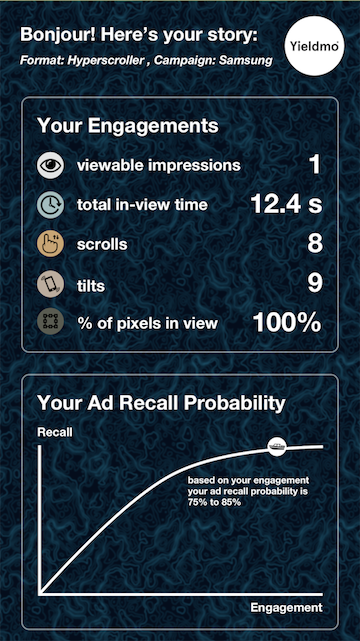 Bonjour! Here's your story:
Format: Hyperscroller , Campaign: Samsung
Yieldmo
Your Engagements
viewable impressions 1
total in-view time 12.4 s
scrolls 8
tilts 9
% of pixels in view 100%
Your Ad Recall Probability
Recall
based on your engagement
your ad recall probability is
75% to 85%
Engagement